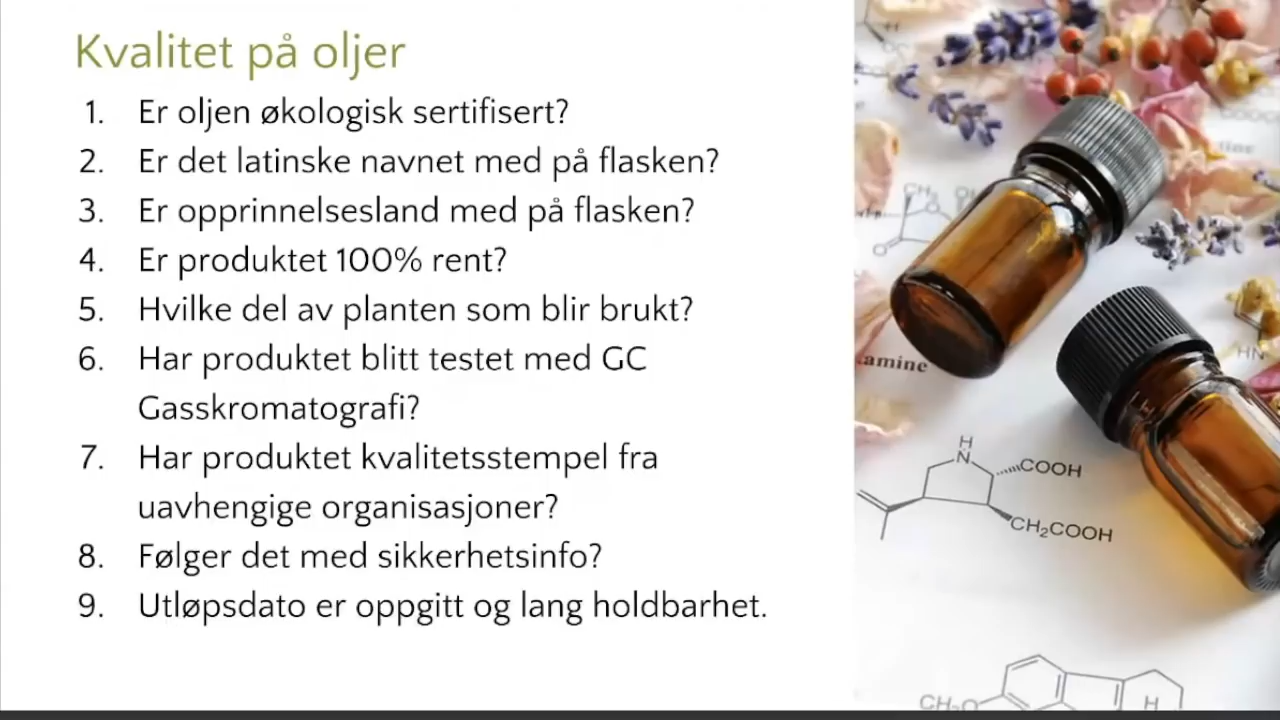 Kvalitet på oljer
1. Er oljen økologisk sertifisert?
2. Er det latinske navnet med på flasken?
3. Er opprinnelsesland med på flasken?
4. Er produktet 100% rent?
5. Hvilke del av planten som blir brukt?
6. Har produktet blitt testet med GC
Gasskromatografi?
7. Har produktet kvalitetsstempel fra
uavhengige organisasjoner?
8. Følger det med sikkerhetsinfo?
9. Utløpsdato er oppgitt og lang holdbarhet.
CH₃
amine
HN
H
N
COOH
CH₂COOH
H